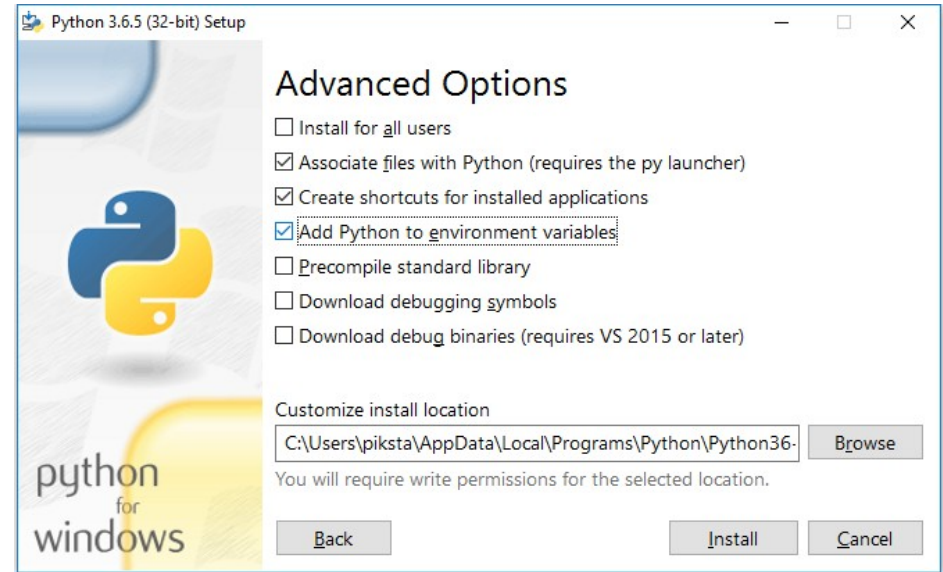 Python 3.6.5 (32-bit) Setup
Advanced Options
Install for all users
Associate files with Python (requires the py launcher)
Create shortcuts for installed applications
Add Python to environment variables
Precompile standard library
Download debugging symbols
Download debug binaries (requires VS 2015 or later)
Customize install location
C:\Users\piksta\AppData\Local\Programs\Python\Python36- Browse
You will require write permissions for the selected location.
python
for
windows
Back Install Cancel